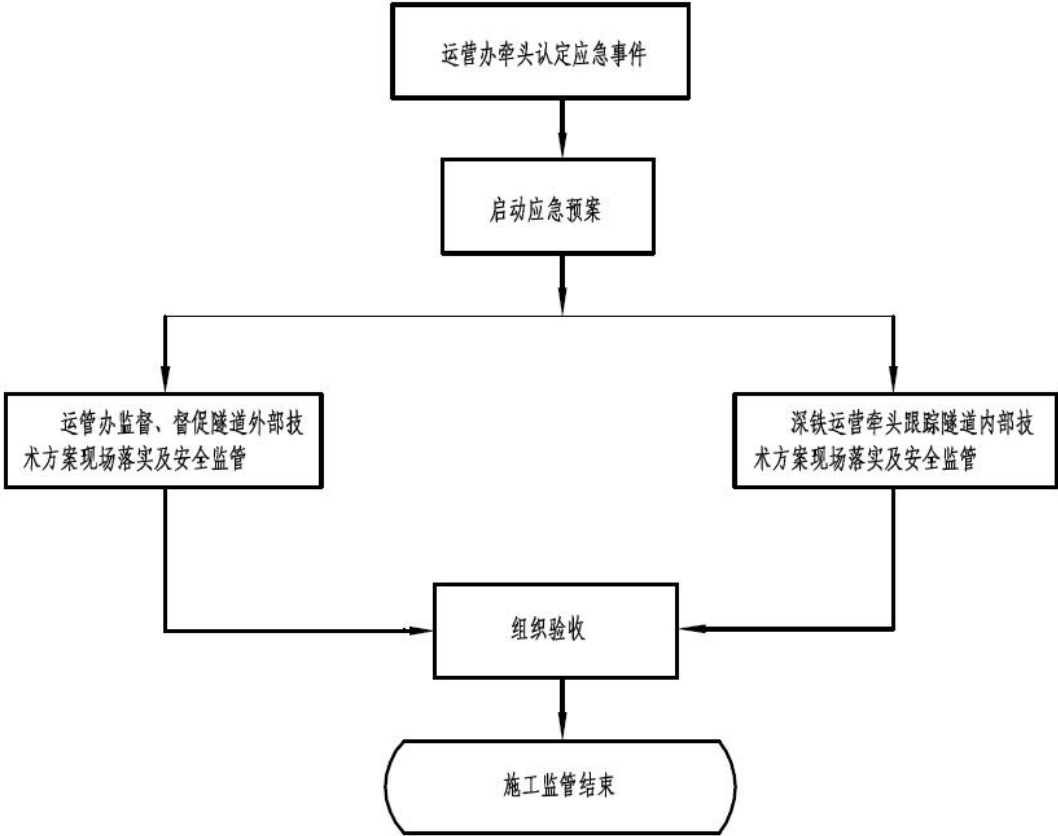 运营办牵头认定应急事件
启动应急预案
运管办监督、督促隧道外部技
术方案现场落实及安全监管
深铁运营牵头跟踪隧道内部技
术方案现场落实及安全监管
组织验收
施工监管结束